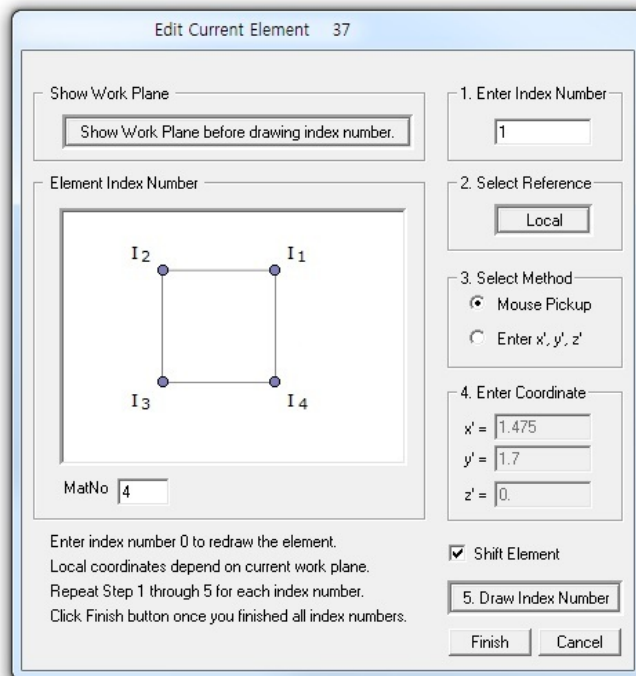 Edit Current Element 37
Show Work Plane
Show Work Plane before drawing index number.
Element Index Number
I2
I1
I3
I4
MatNo 4
Enter index number 0 to redraw the element.
Local coordinates depend on current work plane.
Repeat Step 1 through 5 for each index number.
Click Finish button once you finished all index numbers.
1. Enter Index Number
1
2. Select Reference
Local
3. Select Method
Mouse Pickup
Enter x', y', z'
4. Enter Coordinate
x' = 1.475
y' = 1.7
z' = 0.
Shift Element
5. Draw Index Number
Finish Cancel